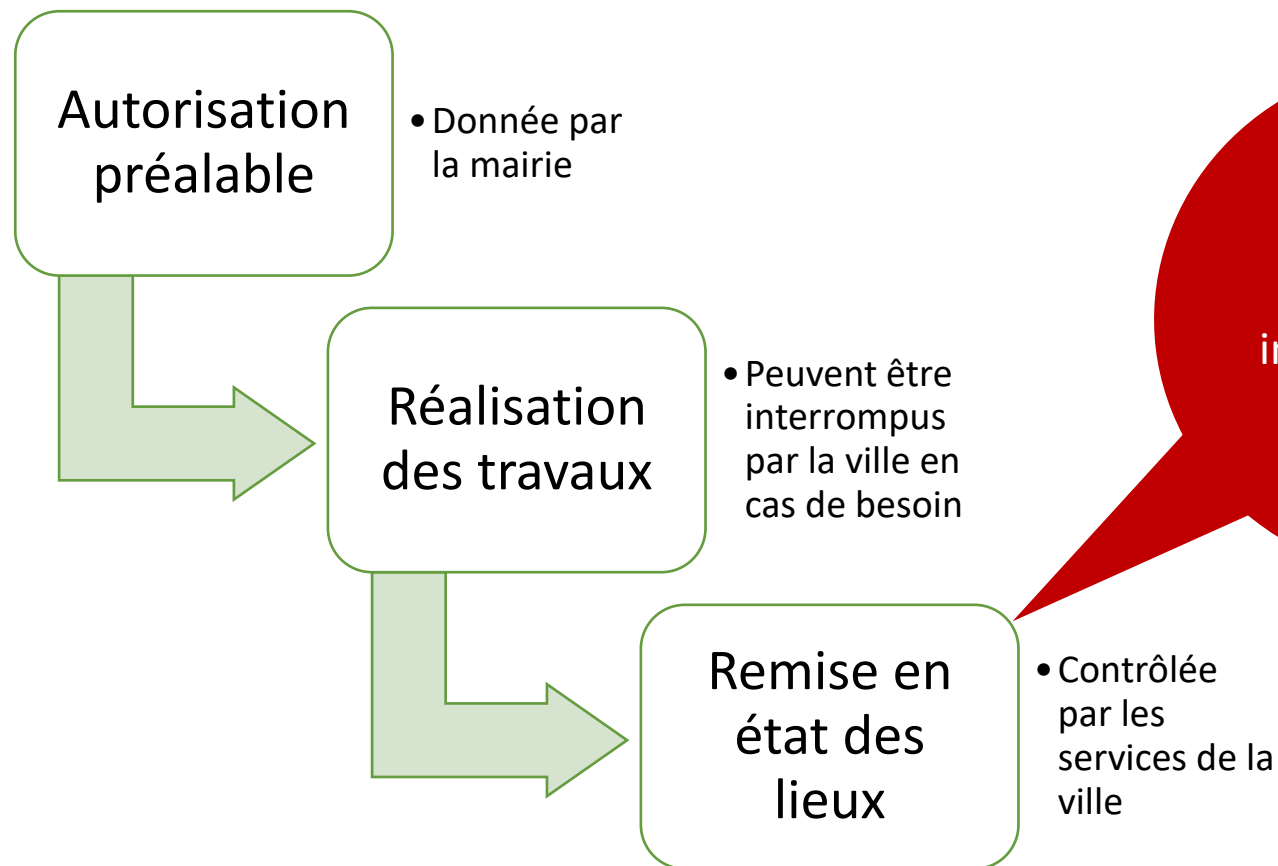 Autorisation
préalable
• Donnée par
la mairie
Réalisation
des travaux
• Peuvent être
interrompus
par la ville en
cas de besoin
Remise en
état des
lieux
• Contrôlée
par les
services de la
ville